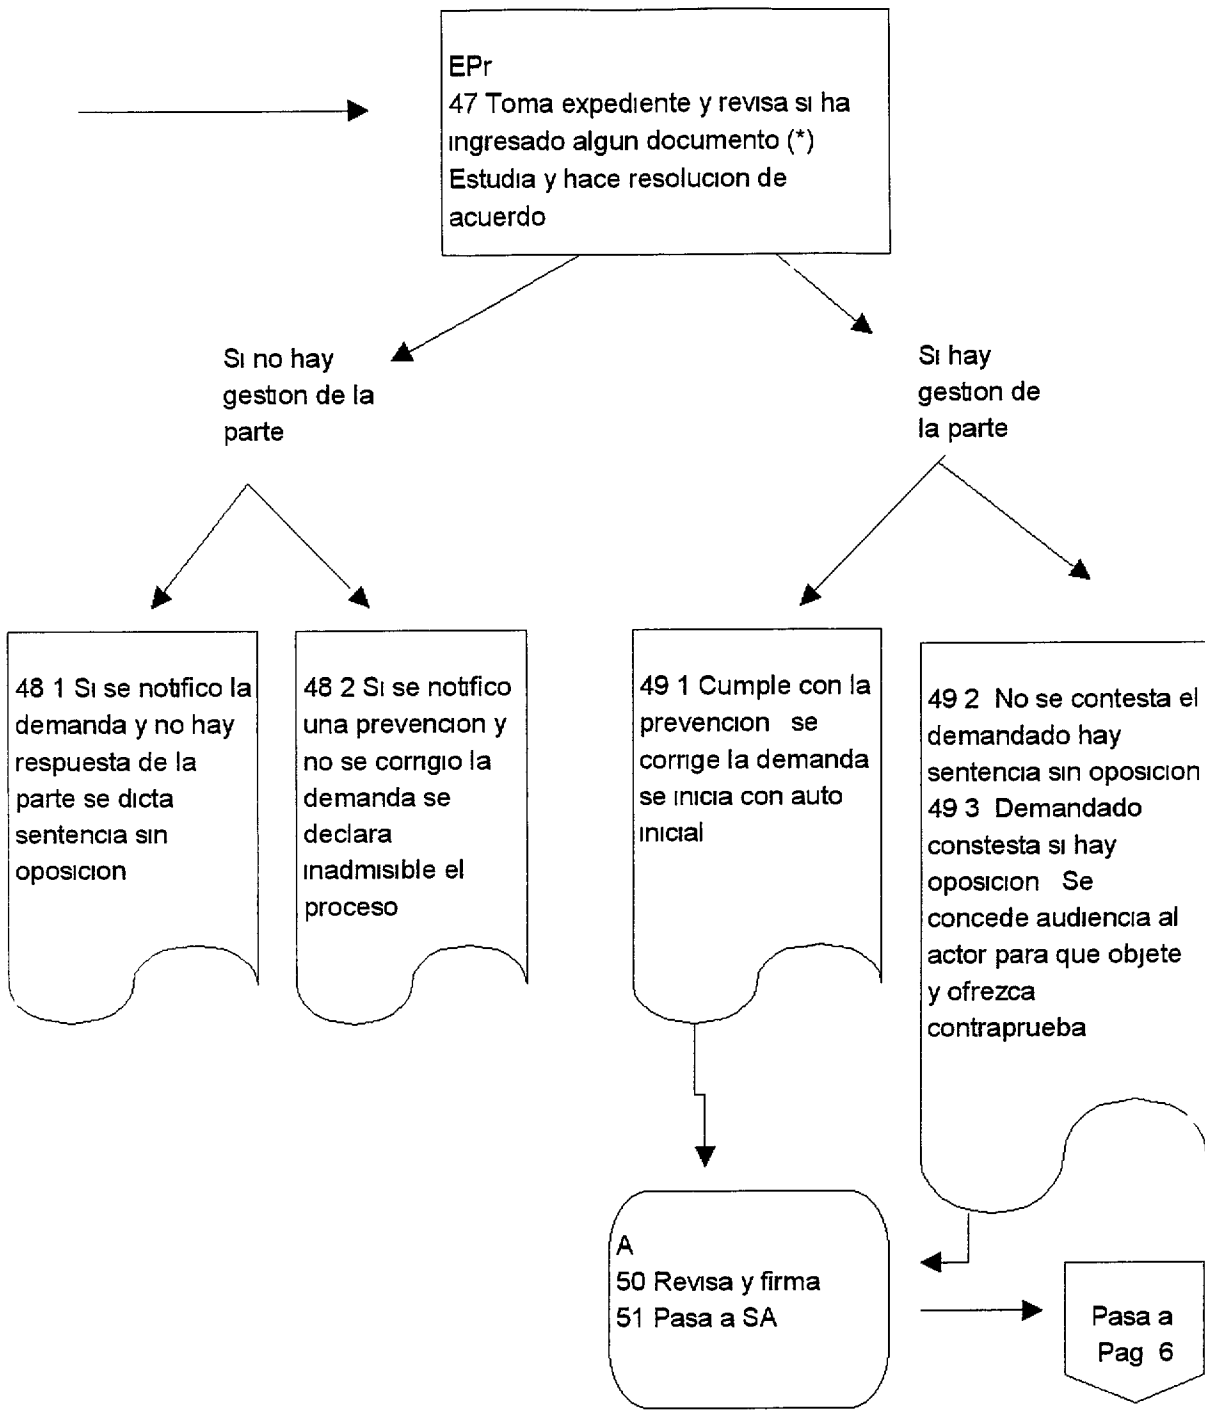 EPr
47 Toma expediente y revisa si ha
ingresado algun documento (*)
Estudia y hace resolucion de
acuerdo
Si no hay
gestion de la
parte
Si hay
gestion de
la parte
48 1 Si se notifico la
demanda y no hay
respuesta de la
parte se dicta
sentencia sin
oposicion
48 2 Si se notifico
una prevencion y
no se corrigio la
demanda se
declara
inadmisible el
proceso
49 1 Cumple con la
prevencion se
corrige la demanda
se inicia con auto
inicial
49 2 No se contesta el
demandado hay
sentencia sin oposicion
49 3 Demandado
constesta si hay
oposicion Se
concede audiencia al
actor para que objete
y ofrezca
contraprueba
A
50 Revisa y firma
51 Pasa a SA
Pasa a
Pag 6